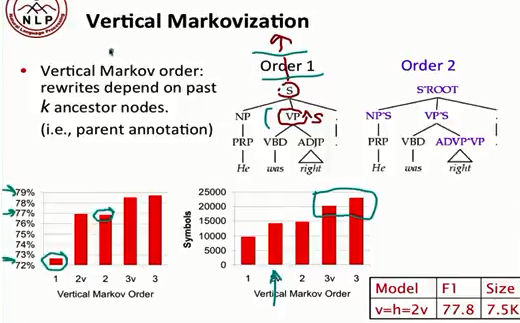 NLP
Natural Language Processing
Vertical Markovization
• Vertical Markov order:
rewrites depend on past
k ancestor nodes.
(i.e., parent annotation)
Order 1
S
NP VP S .
PRP VBD ADJP
He was right
Order 2
S^ROOT
NP^S VP^S .
PRP VBD ADVP^VP
He was right
79%
78%
77%
76%
75%
74%
73%
72%
1 2v 2 3v 3
Vertical Markov Order
Symbols
25000
20000
15000
10000
5000
0
1 2v 2 3v 3
Vertical Markov Order
Model F1 Size
v=h=2v 77.8 7.5K